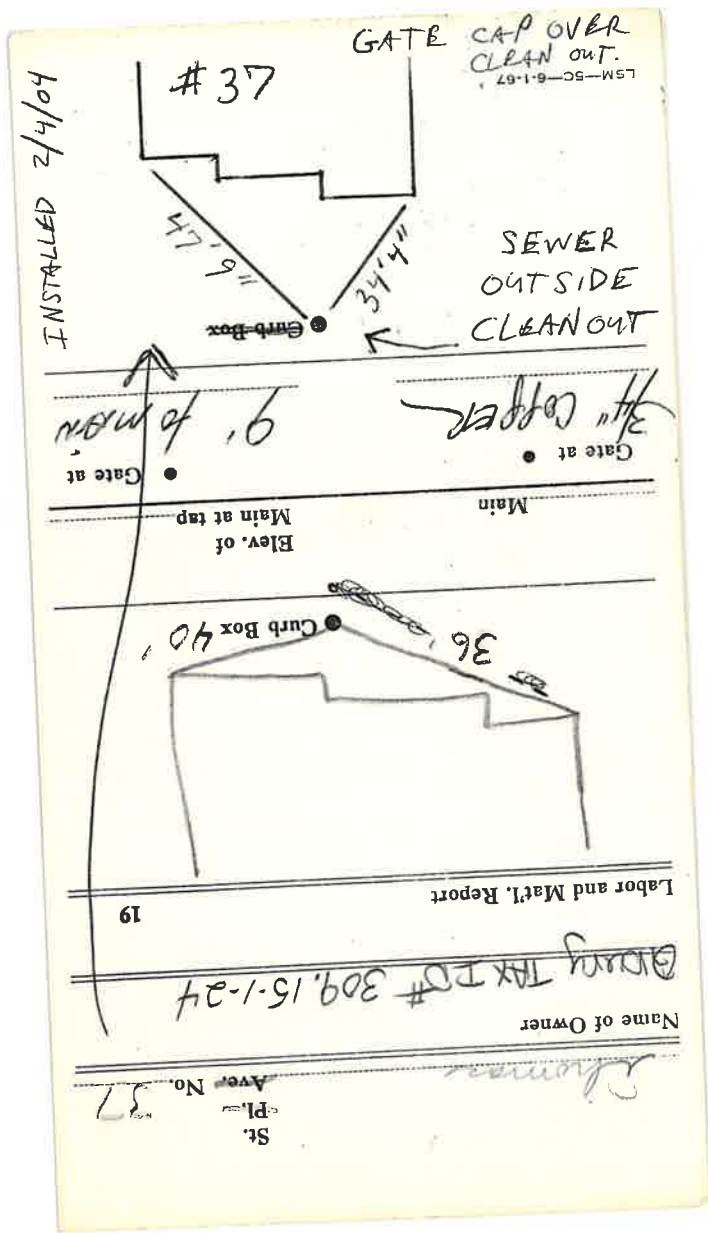 GATE CAP OVER
CLEAN OUT.
LSM—5C—6-1-67
INSTALLED 2/4/04
# 37
34'4"
SEWER
OUTSIDE
CLEANOUT
Curb Box
3/4" COPPER
9' to main
Gate at
Gate at
Main
Elev. of
Main at tap
Curb Box
40'
36'
Labor and Mat'l. Report
19
TAX ID# 309.15-1-24
Name of Owner
Thomas
St.
Pl.
Ave. No. 37